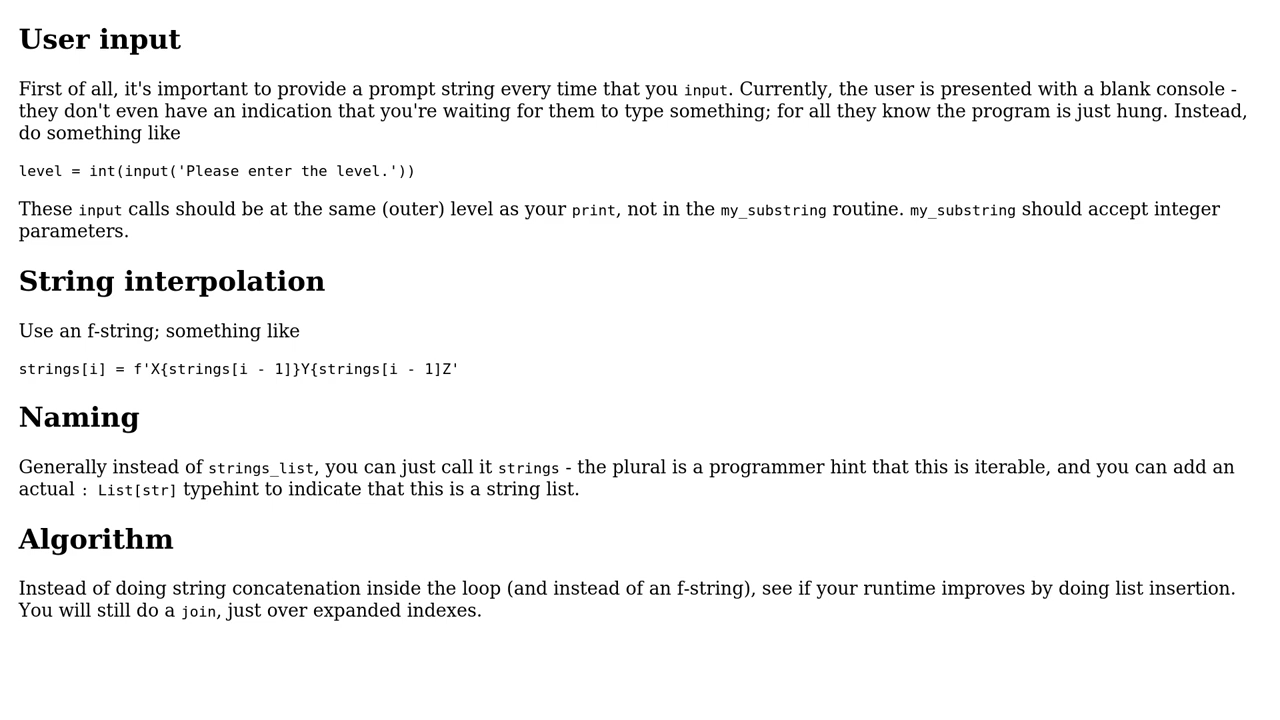 User input
First of all, it's important to provide a prompt string every time that you input. Currently, the user is presented with a blank console -
they don't even have an indication that you're waiting for them to type something; for all they know the program is just hung. Instead,
do something like
level = int(input('Please enter the level.'))
These input calls should be at the same (outer) level as your print, not in the my_substring routine. my_substring should accept integer
parameters.
String interpolation
Use an f-string; something like
strings[i] = f'X{strings[i - 1]}Y{strings[i - 1]Z'
Naming
Generally instead of strings_list, you can just call it strings - the plural is a programmer hint that this is iterable, and you can add an
actual : List[str] typehint to indicate that this is a string list.
Algorithm
Instead of doing string concatenation inside the loop (and instead of an f-string), see if your runtime improves by doing list insertion.
You will still do a join, just over expanded indexes.